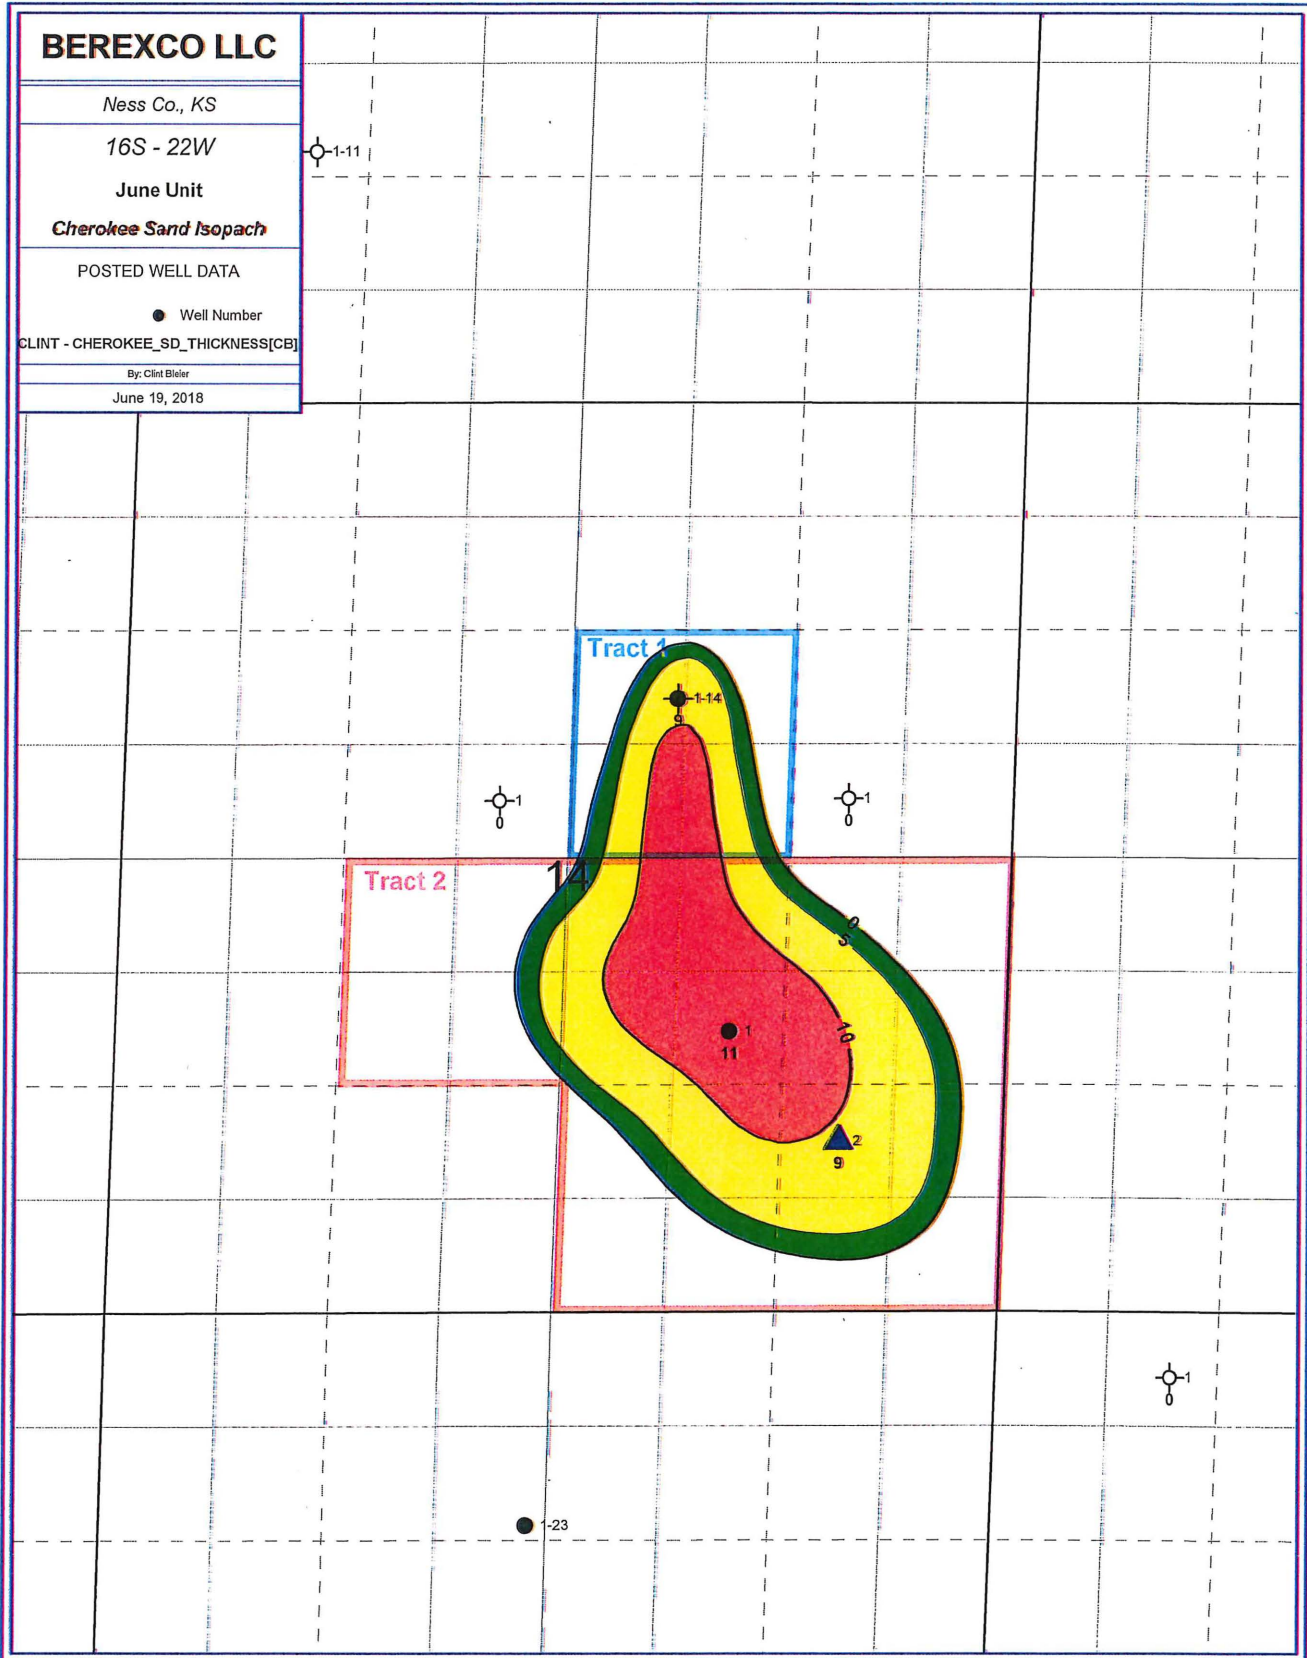 BEREXCO LLC
Ness Co., KS
16S - 22W
June Unit
Cherokee Sand Isopach
POSTED WELL DATA
Well Number
CLINT - CHEROKEE_SD_THICKNESS[CB]
By: Clint Bleier
June 19, 2018
1-11
Tract 1
1-14
9
1
0
1
0
Tract 2
14
0
5
10
1
11
2
9
1
0
1-23